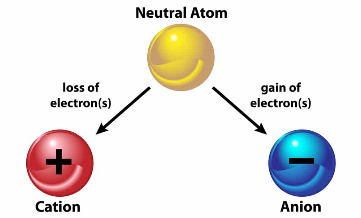 Neutral Atom
loss of
electron(s)
gain of
electron(s)
+
−
Cation
Anion